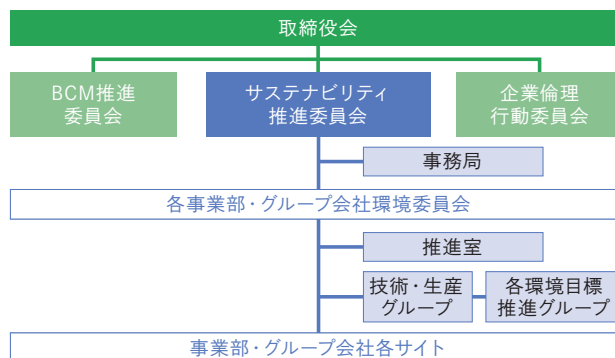 取締役会
BCM推進
委員会
サステナビリティ
推進委員会
企業倫理
行動委員会
事務局
各事業部・グループ会社環境委員会
推進室
技術・生産
グループ
各環境目標
推進グループ
事業部・グループ会社各サイト